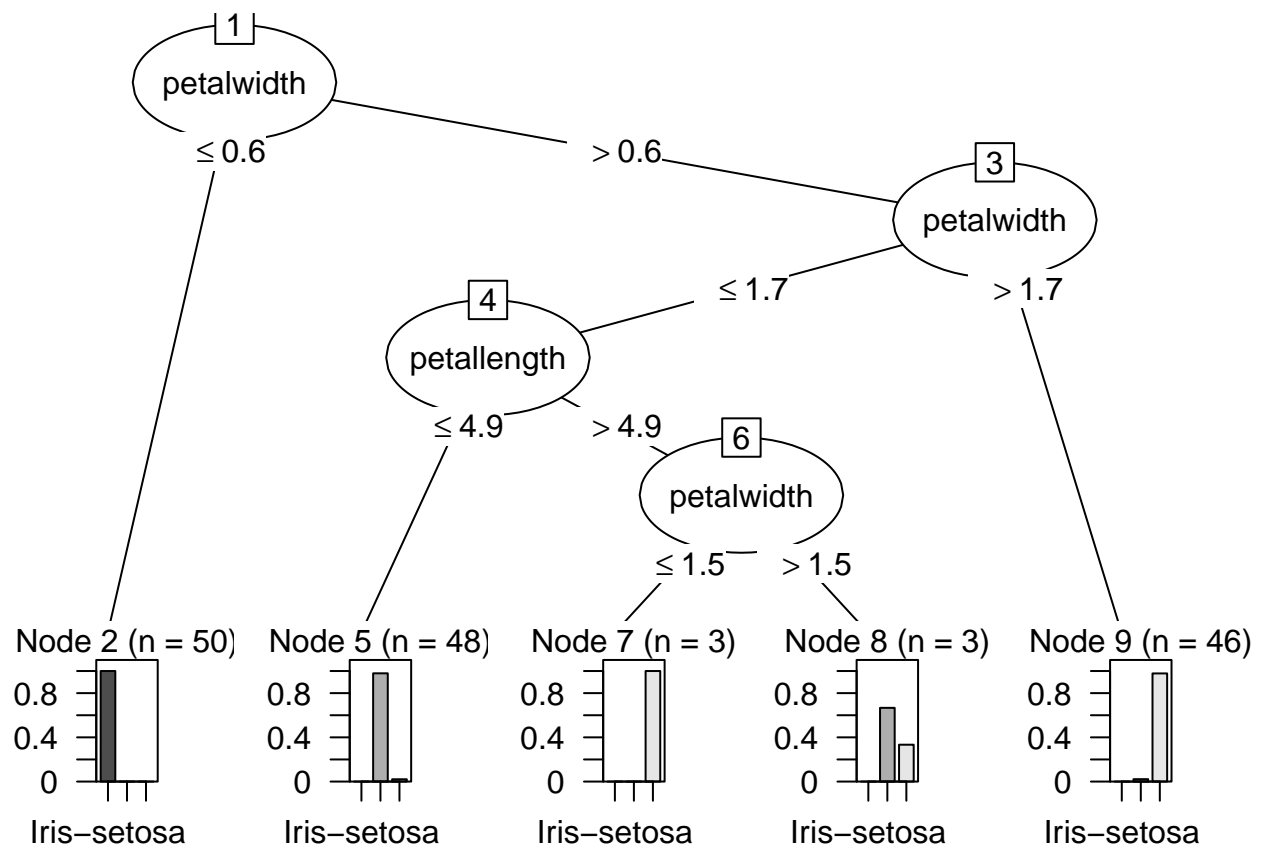 1
petalwidth
≤ 0.6
> 0.6
3
petalwidth
≤ 1.7
> 1.7
4
petallength
≤ 4.9
> 4.9
6
petalwidth
≤ 1.5
> 1.5
Node 2 (n = 50)
0.8
0.4
0
Iris−setosa
Node 5 (n = 48)
0.8
0.4
0
Iris−setosa
Node 7 (n = 3)
0.8
0.4
0
Iris−setosa
Node 8 (n = 3)
0.8
0.4
0
Iris−setosa
Node 9 (n = 46)
0.8
0.4
0
Iris−setosa